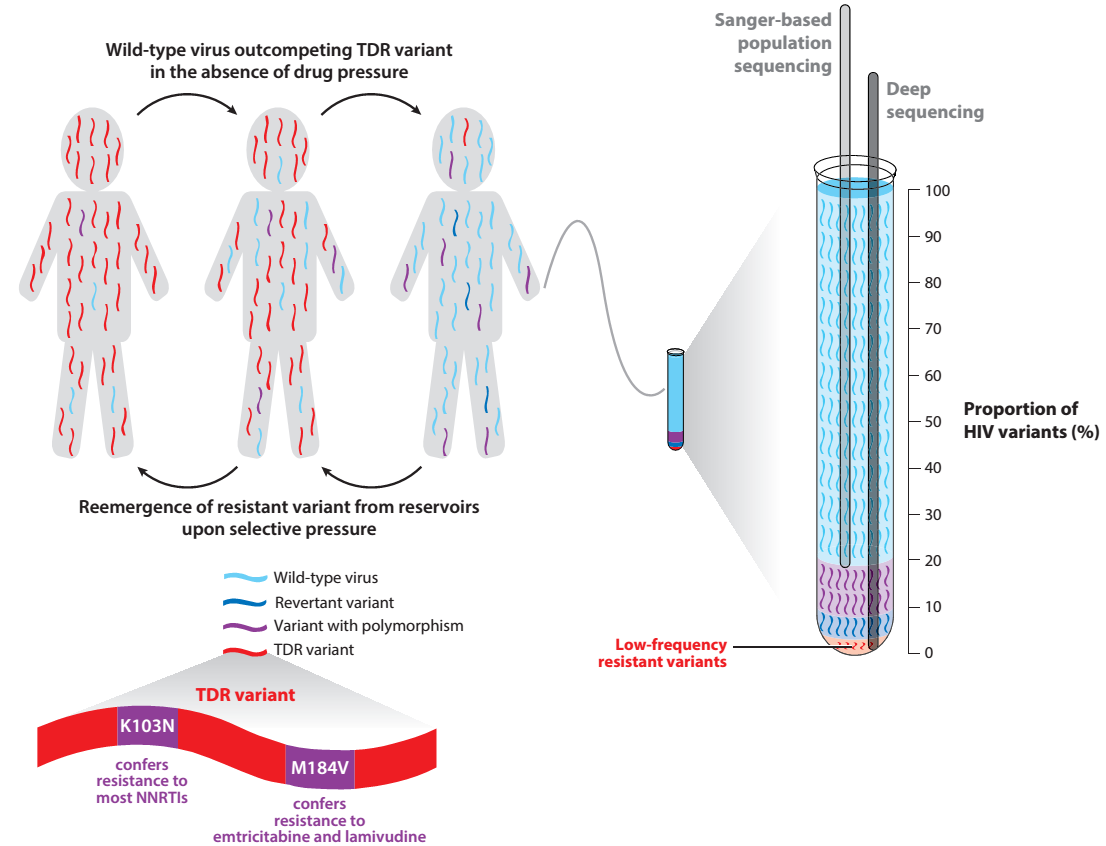 Wild-type virus outcompeting TDR variant
in the absence of drug pressure
Reemergence of resistant variant from reservoirs
upon selective pressure
Wild-type virus
Revertant variant
Variant with polymorphism
TDR variant
TDR variant
K103N
confers
resistance to
most NNRTIs
M184V
confers
resistance to
emtricitabine and lamivudine
Sanger-based
population
sequencing
Deep
sequencing
100
90
80
70
60
50
40
30
20
10
0
Proportion of
HIV variants (%)
Low-frequency
resistant variants